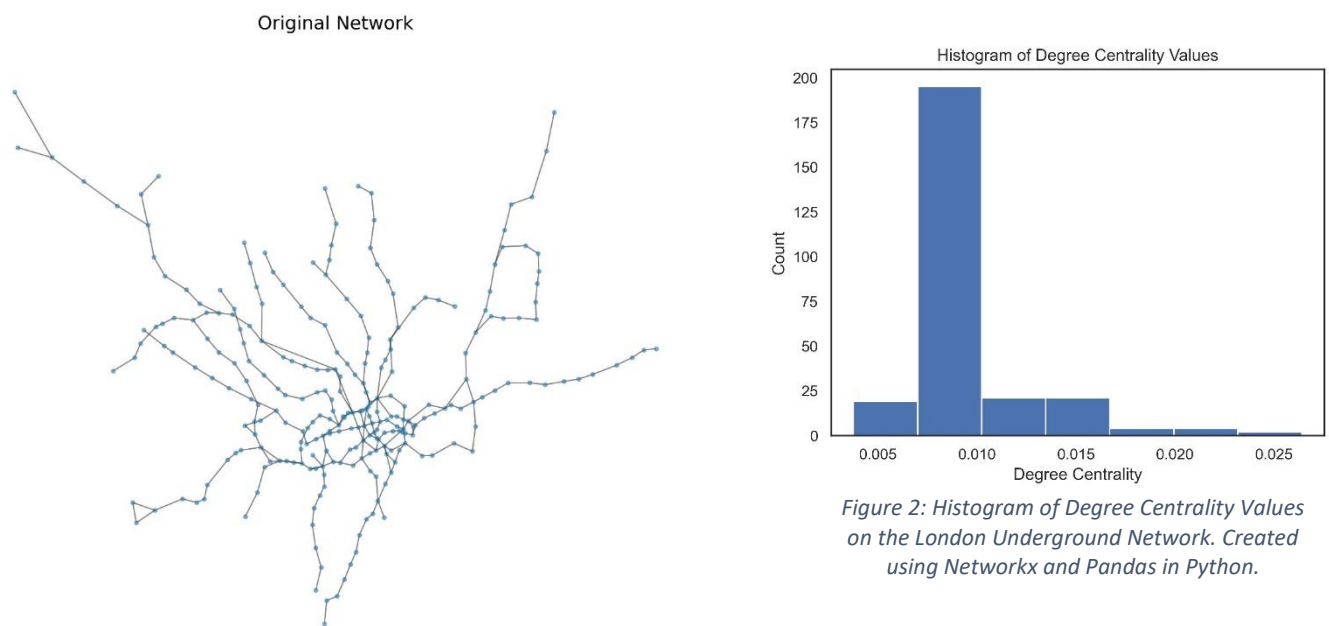 Original Network
Histogram of Degree Centrality Values
200
175
150
125
100
75
50
25
0
Count
0.005 0.010 0.015 0.020 0.025
Degree Centrality
Figure 2: Histogram of Degree Centrality Values
on the London Underground Network. Created
using Networkx and Pandas in Python.